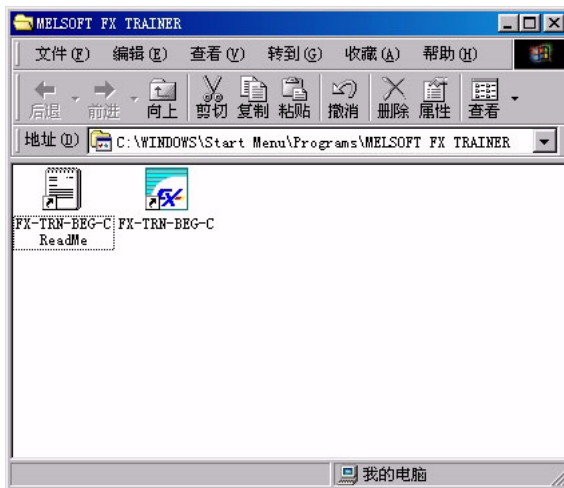 MELSOFT FX TRAINER
文件(F) 编辑(E) 查看(V) 转到(G) 收藏(A) 帮助(H)
后退 前进 向上 剪切 复制 粘贴 撤消 删除 属性 查看
地址(D) C:\WINDOWS\Start Menu\Programs\MELSOFT FX TRAINER
FX-TRN-BEG-C FX-TRN-BEG-C
ReadMe
我的电脑